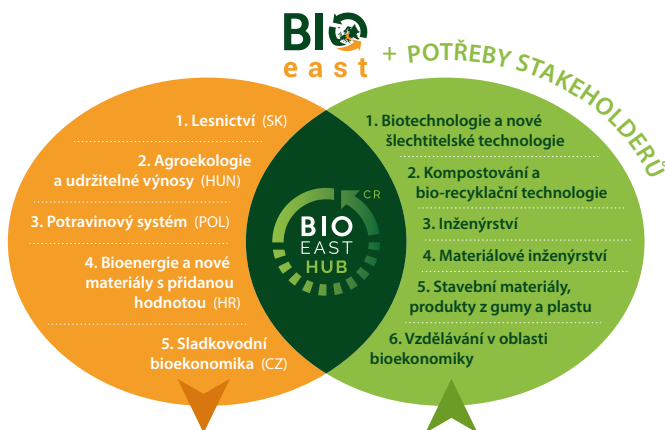 BIO
east
+ POTŘEBY STAKEHOLDERŮ
1. Lesnictví (SK)
2. Agroekologie
a udržitelné výnosy (HUN)
3. Potravinový systém (POL)
4. Bioenergie a nové
materiály s přidanou
hodnotou (HR)
5. Sladkovodní
bioekonomika (CZ)
CR
BIO
EAST
HUB
1. Biotechnologie a nové
šlechtitelské technologie
2. Kompostování a
bio-recyklační technologie
3. Inženýrství
4. Materiálové inženýrství
5. Stavební materiály,
produkty z gumy a plastu
6. Vzdělávání v oblasti
bioekonomiky